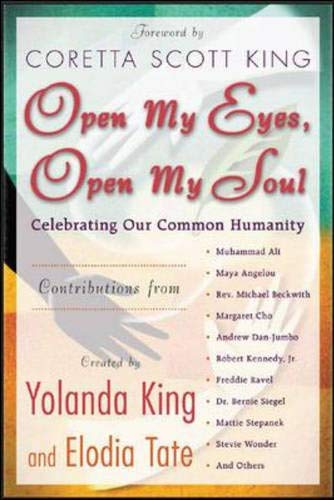 Foreword by
CORETTA SCOTT KING
Open My Eyes,
Open My Soul
Celebrating Our Common Humanity
Contributions from
• Muhammad Ali
• Maya Angelou
• Rev. Michael Beckwith
• Margaret Cho
• Andrew Dan-Jumbo
• Robert Kennedy, Jr.
• Freddie Ravel
• Dr. Bernie Siegel
• Mattie Stepanek
• Stevie Wonder
• And Others
Created by
Yolanda King
and Elodia Tate